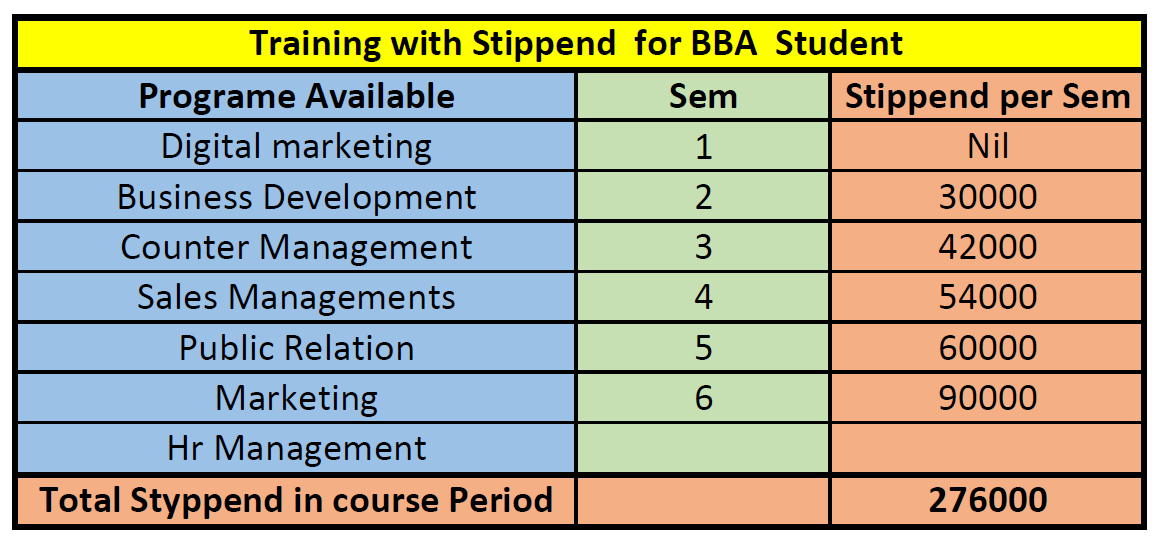 Training with Stippend for BBA Student
Programe Available Sem Stippend per Sem
Digital marketing 1 Nil
Business Development 2 30000
Counter Management 3 42000
Sales Managements 4 54000
Public Relation 5 60000
Marketing 6 90000
Hr Management
Total Styppend in course Period 276000